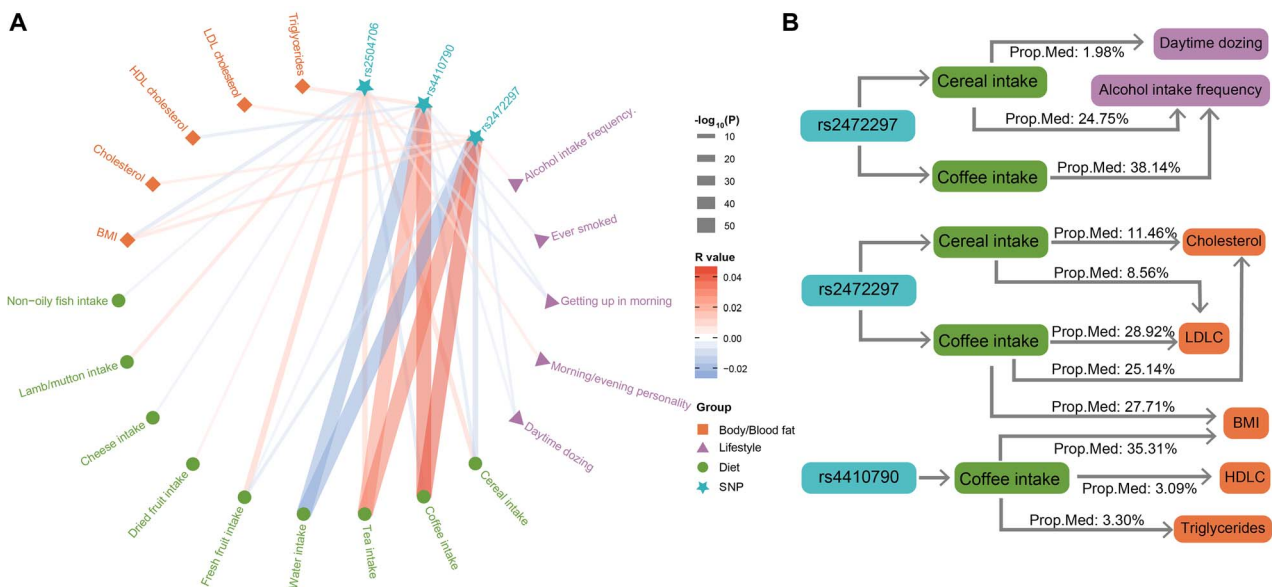 A
Triglycerides
LDL cholesterol
HDL cholesterol
Cholesterol
BMI
Non-oily fish intake
Lamb/mutton intake
Cheese intake
Dried fruit intake
Fresh fruit intake
Water intake
Tea intake
Coffee intake
Cereal intake
Daytime dozing
Morning/evening personality
Getting up in morning
Ever smoked
Alcohol intake frequency.
rs2472297
rs4410790
rs2504706
-log10(P)
10
20
30
40
50
R value
0.04
0.02
0.00
−0.02
Group
Body/Blood fat
Lifestyle
Diet
SNP
B
rs2472297
Cereal intake
Prop.Med: 1.98%
Daytime dozing
Prop.Med: 24.75%
Alcohol intake frequency
Coffee intake
Prop.Med: 38.14%
rs2472297
Cereal intake
Prop.Med: 11.46%
Cholesterol
Prop.Med: 8.56%
Coffee intake
Prop.Med: 28.92%
LDLC
Prop.Med: 25.14%
Prop.Med: 27.71%
BMI
rs4410790
Coffee intake
Prop.Med: 35.31%
Prop.Med: 3.09%
HDLC
Prop.Med: 3.30%
Triglycerides